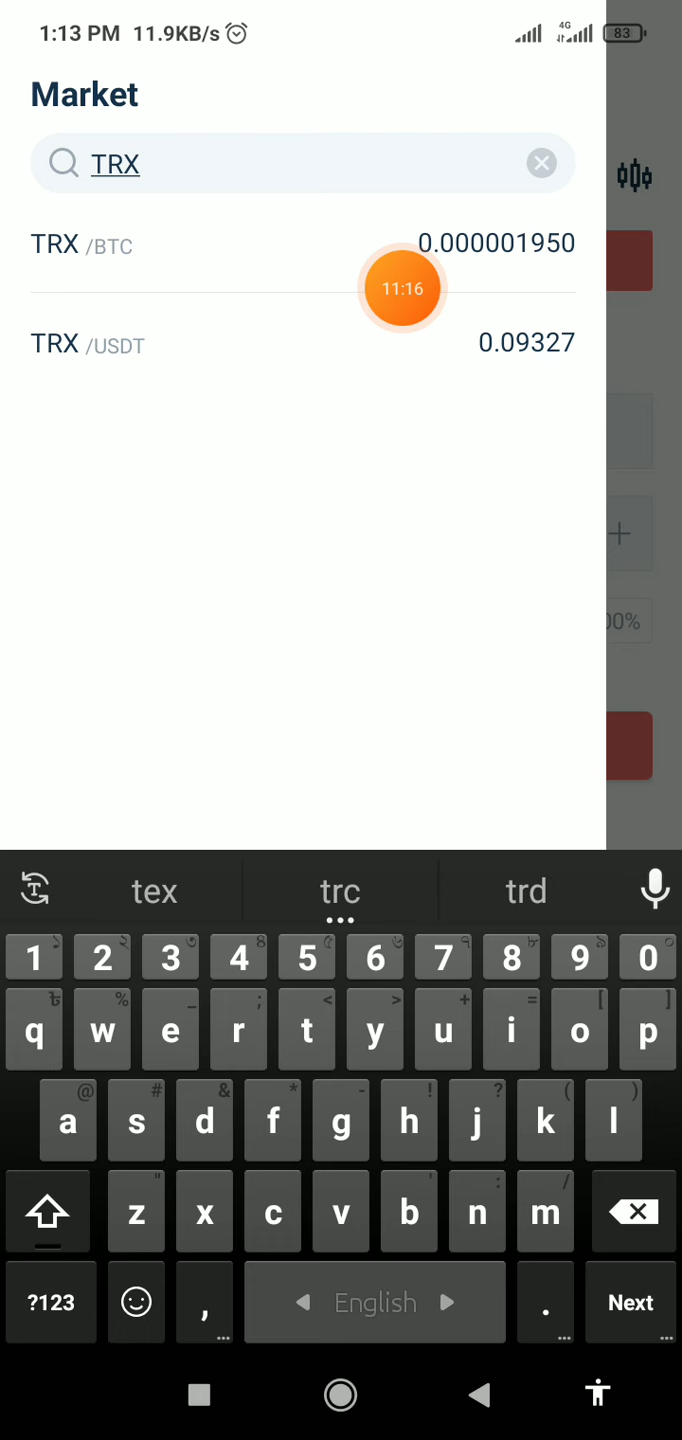 1:13 PM 11.9KB/s 4G 83
Market
TRX
TRX /BTC 0.000001950
11:16
TRX /USDT 0.09327
00%
tex trc trd
1 2 3 4 5 6 7 8 9 0
q w e r t y u i o p
a s d f g h j k l
z x c v b n m
?123 , English . Next